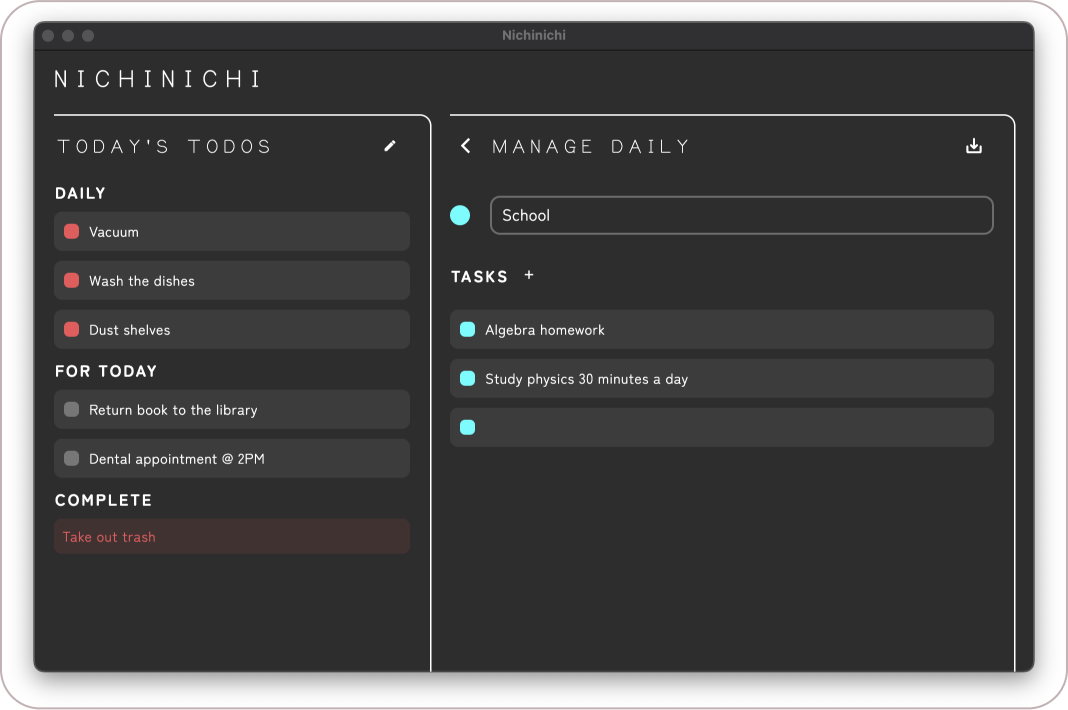 Nichinichi
NICHINICHI
TODAY'S TODOS
DAILY
Vacuum
Wash the dishes
Dust shelves
FOR TODAY
Return book to the library
Dental appointment @ 2PM
COMPLETE
Take out trash
MANAGE DAILY
School
TASKS +
Algebra homework
Study physics 30 minutes a day